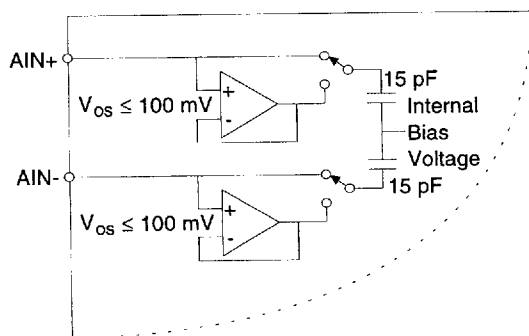 AIN+
15 pF
+
V_OS ≤ 100 mV
-
Internal
Bias
Voltage
AIN-
15 pF
+
V_OS ≤ 100 mV
-